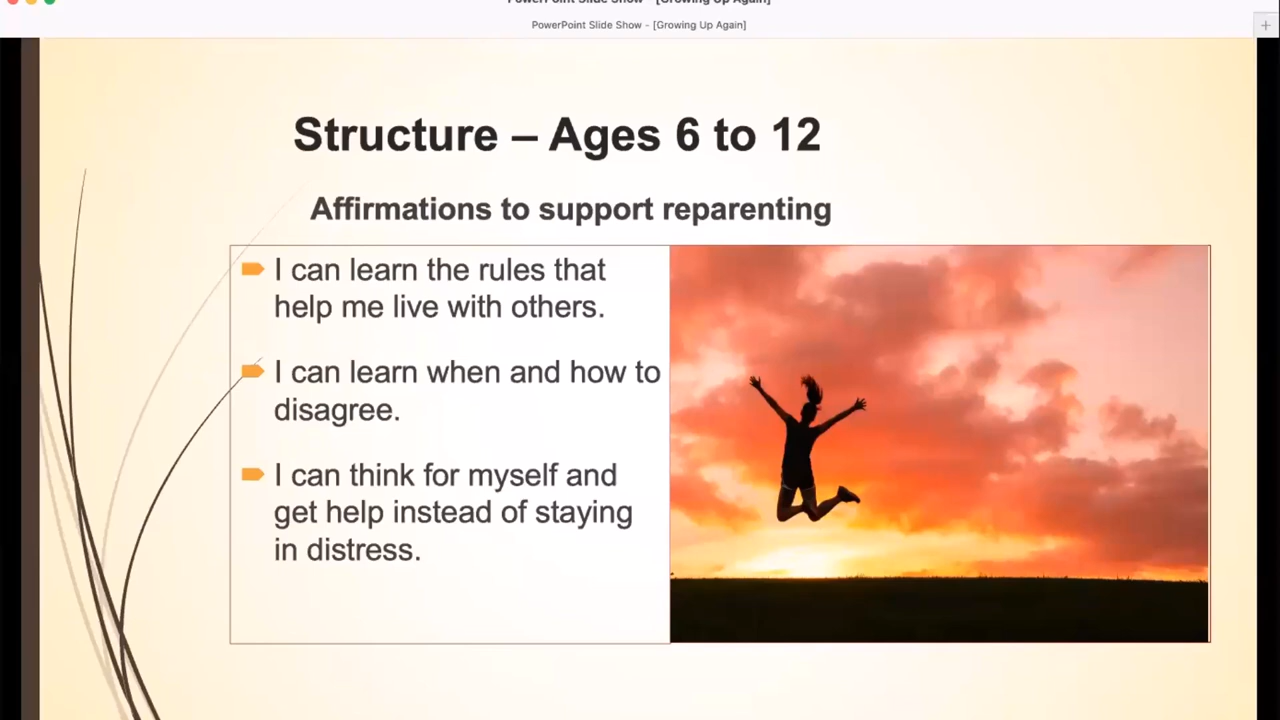 PowerPoint Slide Show - [Growing Up Again]
PowerPoint Slide Show - [Growing Up Again]
Structure – Ages 6 to 12
Affirmations to support reparenting
I can learn the rules that
help me live with others.
I can learn when and how to
disagree.
I can think for myself and
get help instead of staying
in distress.